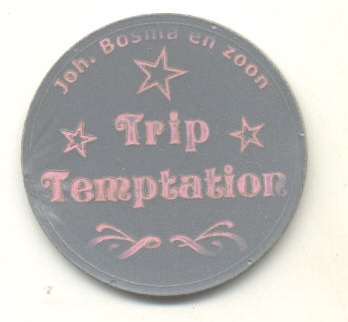 Joh. Bosma en zoon
Trip
Temptation